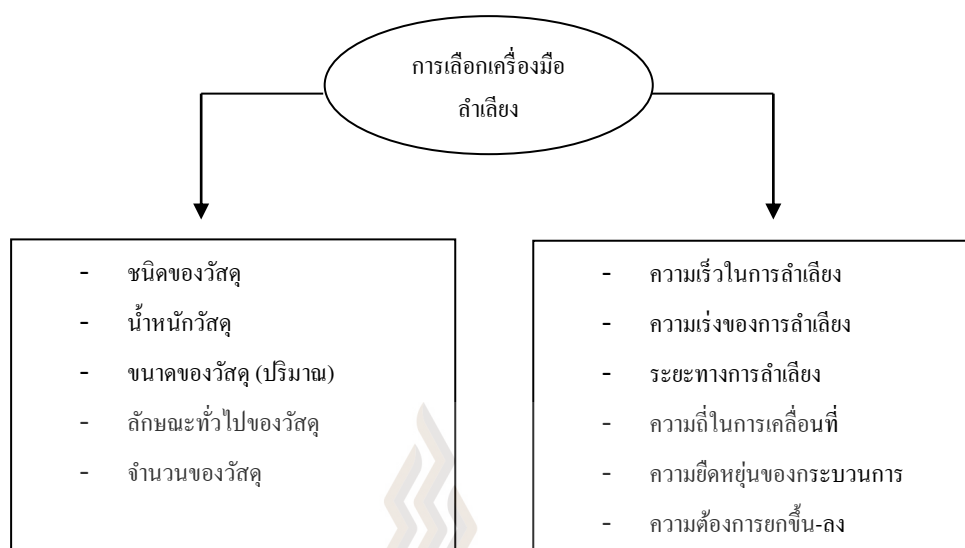 การเลือกเครื่องมือ
ลำเลียง
- ชนิดของวัสดุ
- น้ำหนักวัสดุ
- ขนาดของวัสดุ (ปริมาณ)
- ลักษณะทั่วไปของวัสดุ
- จำนวนของวัสดุ
- ความเร็วในการลำเลียง
- ความเร่งของการลำเลียง
- ระยะทางการลำเลียง
- ความถี่ในการเคลื่อนที่
- ความยืดหยุ่นของกระบวนการ
- ความต้องการยกขึ้น-ลง